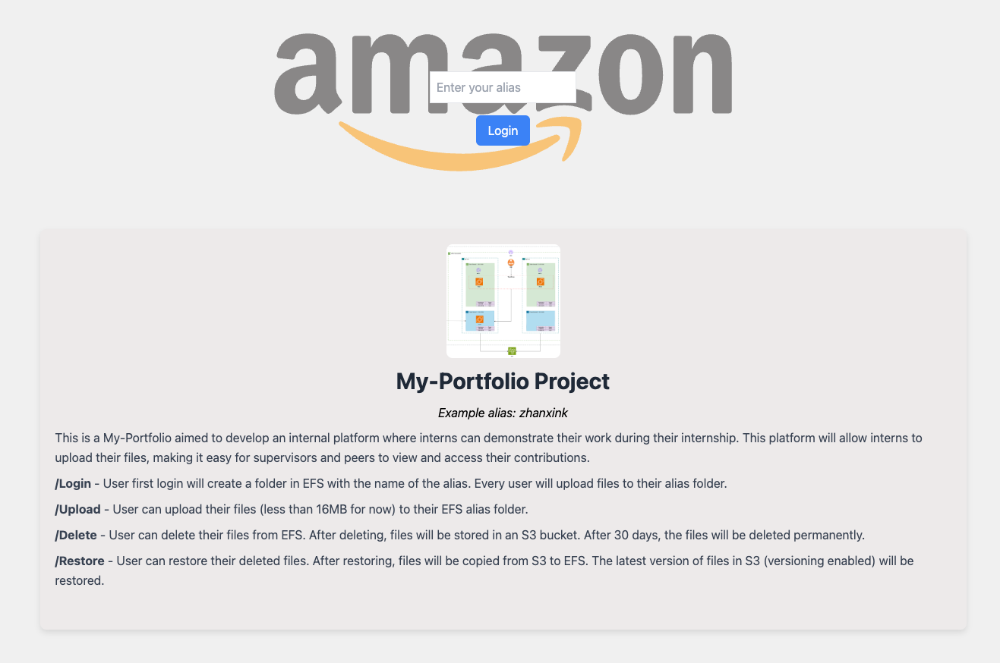 amazon
Enter your alias
Login
My-Portfolio Project
Example alias: zhanxink
This is a My-Portfolio aimed to develop an internal platform where interns can demonstrate their work during their internship. This platform will allow interns to
upload their files, making it easy for supervisors and peers to view and access their contributions.
/Login - User first login will create a folder in EFS with the name of the alias. Every user will upload files to their alias folder.
/Upload - User can upload their files (less than 16MB for now) to their EFS alias folder.
/Delete - User can delete their files from EFS. After deleting, files will be stored in an S3 bucket. After 30 days, the files will be deleted permanently.
/Restore - User can restore their deleted files. After restoring, files will be copied from S3 to EFS. The latest version of files in S3 (versioning enabled) will be
restored.